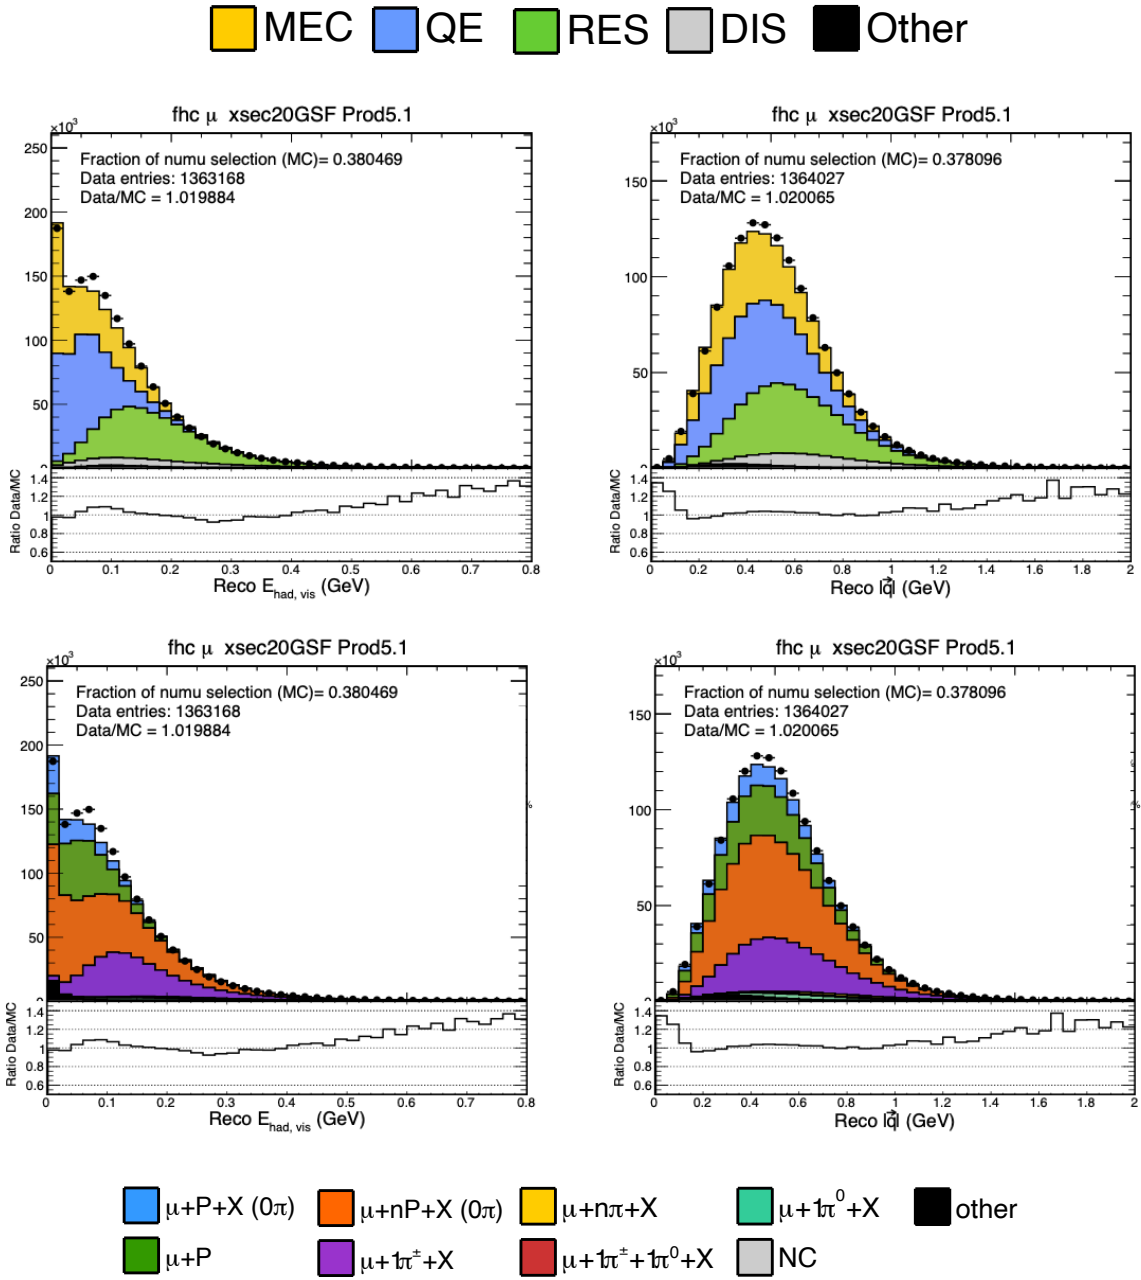 MEC QE RES DIS Other
fhc μ xsec20GSF Prod5.1
×10³
Fraction of numu selection (MC)= 0.380469
Data entries: 1363168
Data/MC = 1.019884
250
200
150
100
50
0
Ratio Data/MC
1.4
1.2
1
0.8
0.6
0 0.1 0.2 0.3 0.4 0.5 0.6 0.7 0.8
Reco E_had, vis (GeV)
fhc μ xsec20GSF Prod5.1
×10³
Fraction of numu selection (MC)= 0.378096
Data entries: 1364027
Data/MC = 1.020065
150
100
50
0
Ratio Data/MC
1.4
1.2
1
0.8
0.6
0 0.2 0.4 0.6 0.8 1 1.2 1.4 1.6 1.8 2
Reco |q⃗| (GeV)
fhc μ xsec20GSF Prod5.1
×10³
Fraction of numu selection (MC)= 0.380469
Data entries: 1363168
Data/MC = 1.019884
250
200
150
100
50
0
%
Ratio Data/MC
1.4
1.2
1
0.8
0.6
0 0.1 0.2 0.3 0.4 0.5 0.6 0.7 0.8
Reco E_had, vis (GeV)
fhc μ xsec20GSF Prod5.1
×10³
Fraction of numu selection (MC)= 0.378096
Data entries: 1364027
Data/MC = 1.020065
150
100
50
0
%
Ratio Data/MC
1.4
1.2
1
0.8
0.6
0 0.2 0.4 0.6 0.8 1 1.2 1.4 1.6 1.8 2
Reco |q⃗| (GeV)
μ+P+X (0π) μ+nP+X (0π) μ+nπ+X μ+1π⁰+X other
μ+P μ+1π±+X μ+1π±+1π⁰+X NC